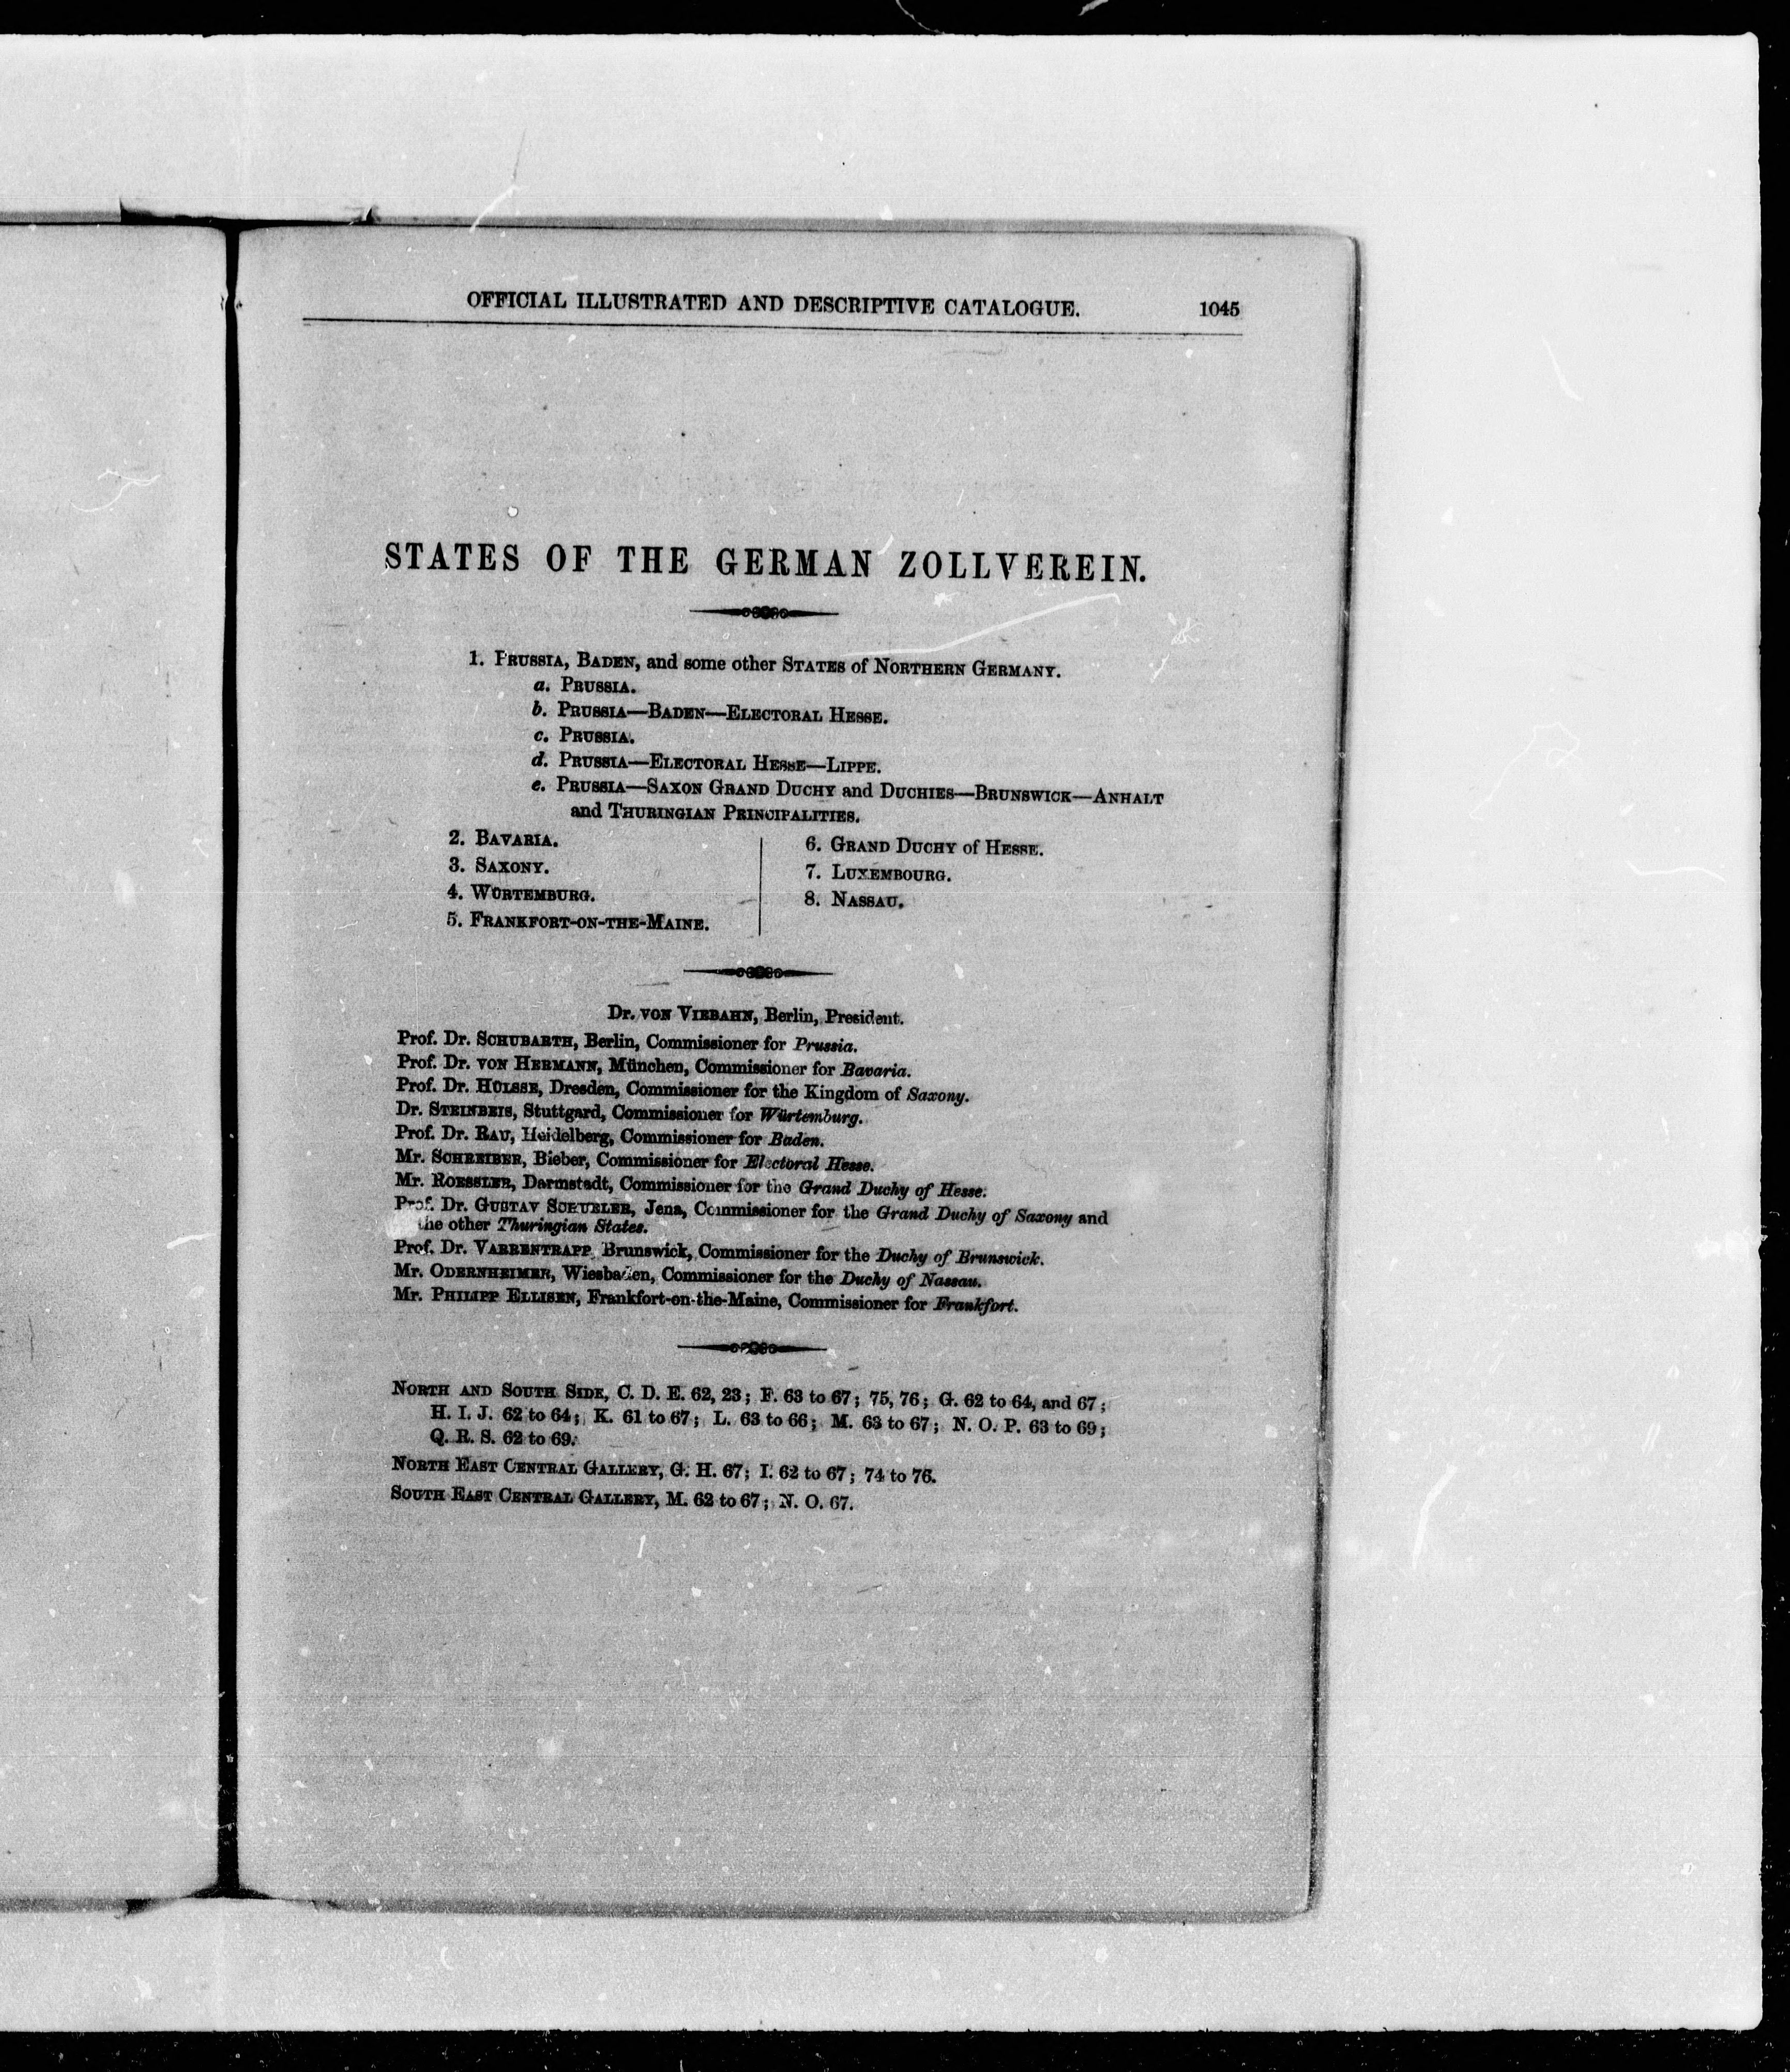 OFFICIAL ILLUSTRATED AND DESCRIPTIVE CATALOGUE. 1045
STATES OF THE GERMAN ZOLLVEREIN.
1. PRUSSIA, BADEN, and some other STATES of NORTHERN GERMANY.
a. PRUSSIA.
b. PRUSSIA—BADEN—ELECTORAL HESSE.
c. PRUSSIA.
d. PRUSSIA—ELECTORAL HESSE—LIPPE.
e. PRUSSIA—SAXON GRAND DUCHY and DUCHIES—BRUNSWICK—ANHALT
and THURINGIAN PRINCIPALITIES.
2. BAVARIA.
3. SAXONY.
4. WÜRTEMBURG.
5. FRANKFORT-ON-THE-MAINE.
6. GRAND DUCHY of HESSE.
7. LUXEMBOURG.
8. NASSAU.
Dr. VON VIEBAHN, Berlin, President.
Prof. Dr. SCHUBARTH, Berlin, Commissioner for Prussia.
Prof. Dr. VON HERMANN, München, Commissioner for Bavaria.
Prof. Dr. HÜLSSE, Dresden, Commissioner for the Kingdom of Saxony.
Dr. STEINBEIS, Stuttgard, Commissioner for Würtemburg.
Prof. Dr. RAU, Heidelberg, Commissioner for Baden.
Mr. SCHREIBER, Bieber, Commissioner for Electoral Hesse.
Mr. ROESSLER, Darmstadt, Commissioner for the Grand Duchy of Hesse.
Prof. Dr. GUSTAV SCHUELER, Jena, Commissioner for the Grand Duchy of Saxony and
the other Thuringian States.
Prof. Dr. VARRENTRAPP, Brunswick, Commissioner for the Duchy of Brunswick.
Mr. ODERNHEIMER, Wiesbaden, Commissioner for the Duchy of Nassau.
Mr. PHILIPP ELLISEN, Frankfort-on-the-Maine, Commissioner for Frankfort.
NORTH AND SOUTH SIDE, C. D. E. 62, 23; F. 63 to 67; 75, 76; G. 62 to 64, and 67;
H. I. J. 62 to 64; K. 61 to 67; L. 63 to 66; M. 63 to 67; N. O. P. 63 to 69;
Q. R. S. 62 to 69.
NORTH EAST CENTRAL GALLERY, G. H. 67; I. 62 to 67; 74 to 76.
SOUTH EAST CENTRAL GALLERY, M. 62 to 67; N. O. 67.